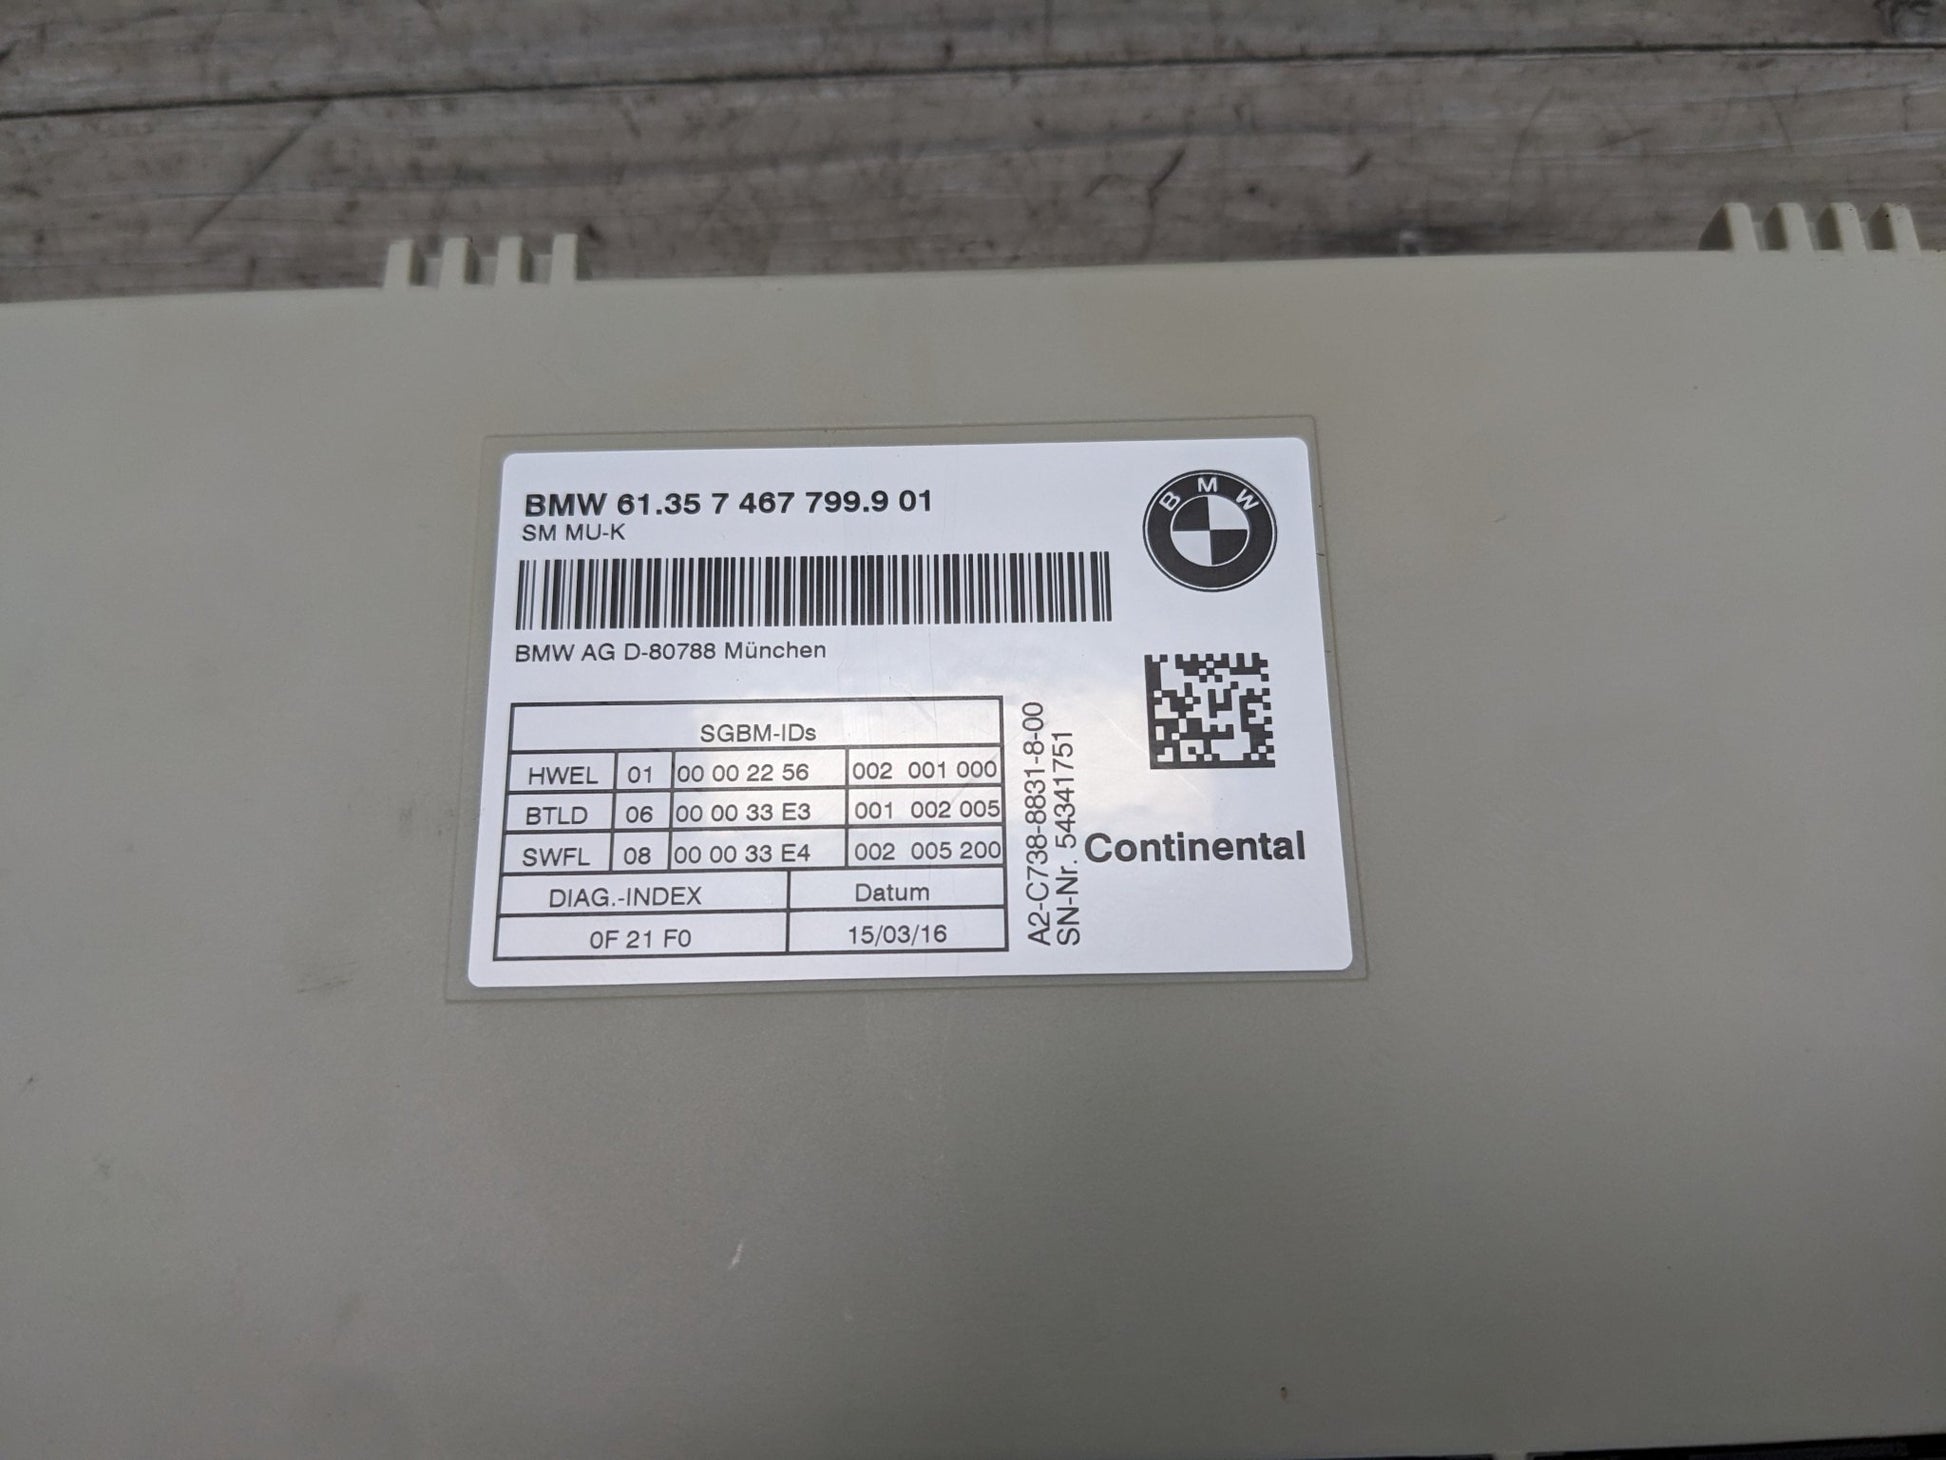 BMW 61.35 7 467 799.9 01
SM MU-K
B M W
BMW AG D-80788 München
SGBM-IDs
HWEL 01 00 00 22 56 002 001 000
BTLD 06 00 00 33 E3 001 002 005
SWFL 08 00 00 33 E4 002 005 200
DIAG.-INDEX Datum
0F 21 F0 15/03/16
A2-C738-8831-8-00
SN-Nr. 54341751
Continental